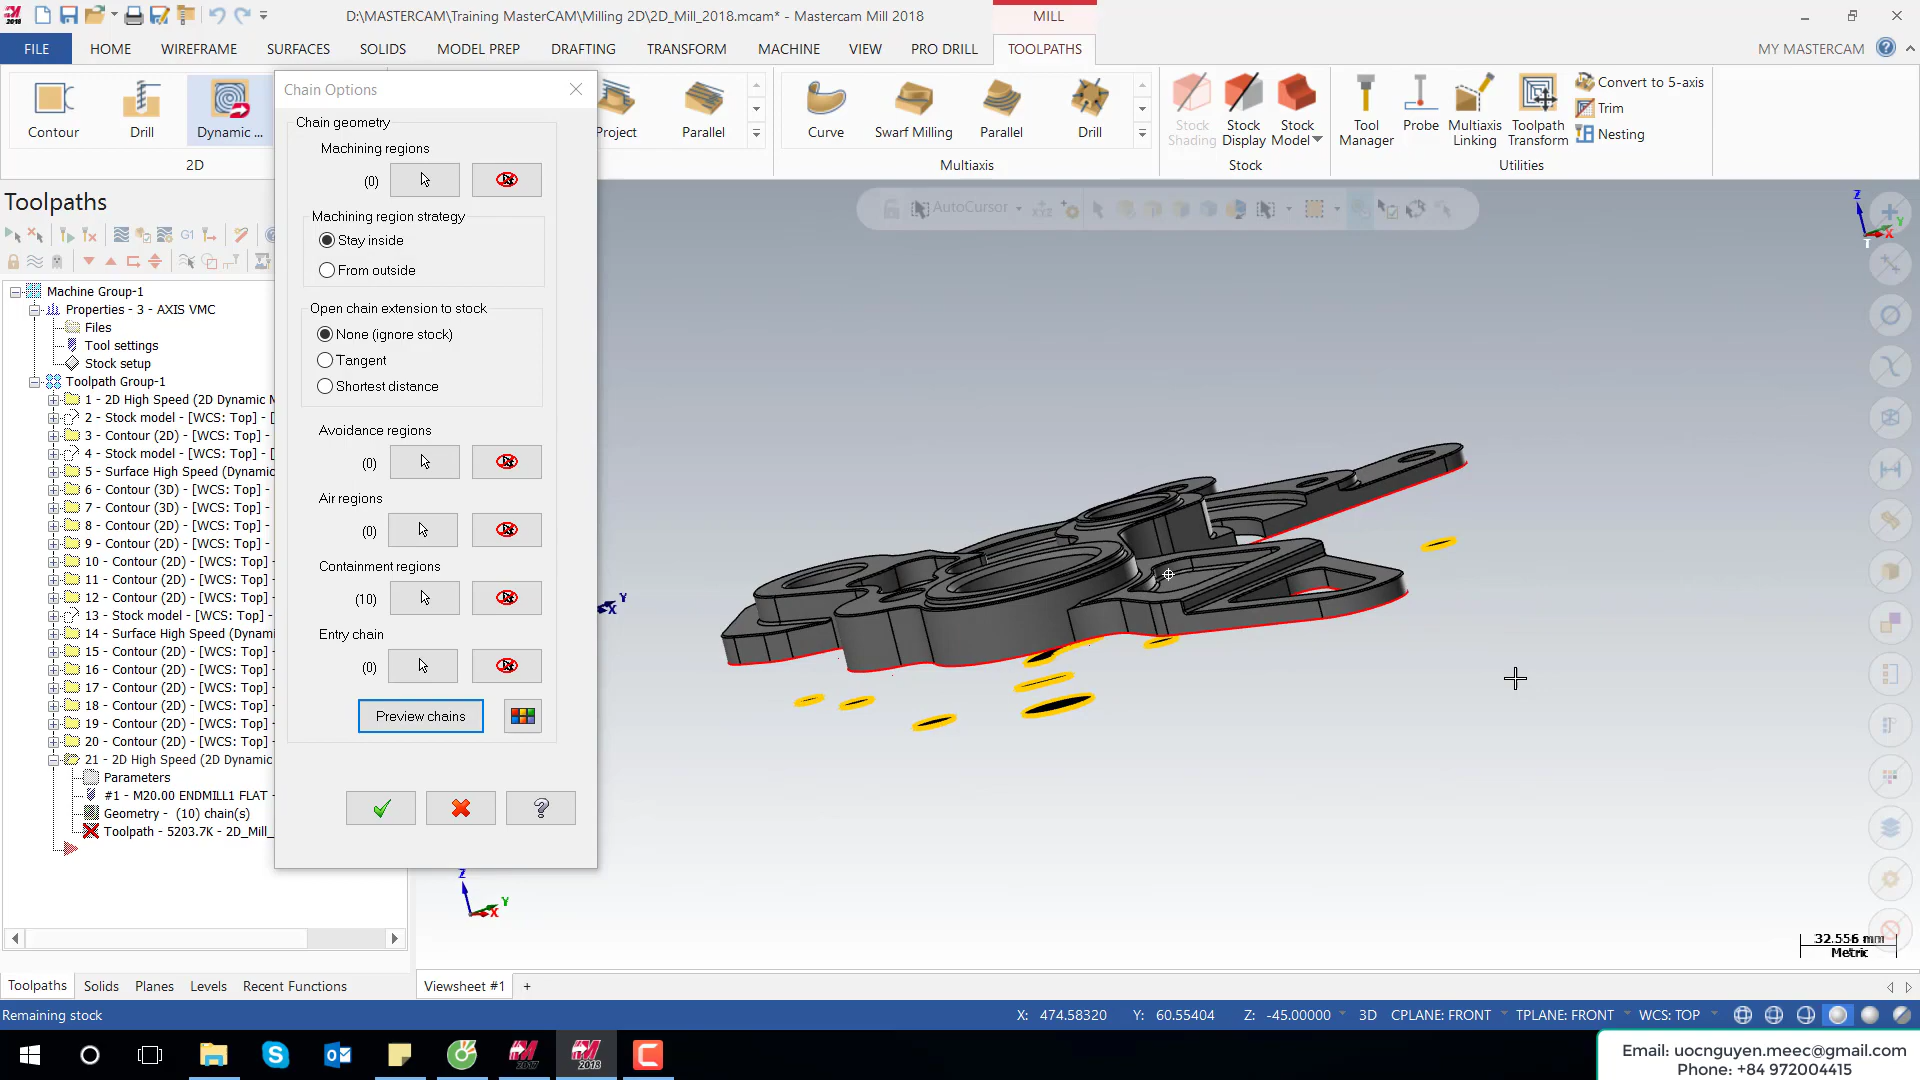 D:\MASTERCAM\Training MasterCAM\Milling 2D\2D_Mill_2018.mcam* - Mastercam Mill 2018
MILL
FILE HOME WIREFRAME SURFACES SOLIDS MODEL PREP DRAFTING TRANSFORM MACHINE VIEW PRO DRILL TOOLPATHS MY MASTERCAM
Contour
Drill
Dynamic ...
2D
Project
Parallel
Curve
Swarf Milling
Parallel
Drill
Multiaxis
Stock
Shading
Stock
Display
Stock
Model
Stock
Tool
Manager
Probe
Multiaxis
Linking
Toolpath
Transform
Convert to 5-axis
Trim
Nesting
Utilities
Chain Options
Chain geometry
Machining regions
(0)
Machining region strategy
Stay inside
From outside
Open chain extension to stock
None (ignore stock)
Tangent
Shortest distance
Avoidance regions
(0)
Air regions
(0)
Containment regions
(10)
Entry chain
(0)
Preview chains
Toolpaths
G1
Machine Group-1
Properties - 3 - AXIS VMC
Files
Tool settings
Stock setup
Toolpath Group-1
1 - 2D High Speed (2D Dynamic M
2 - Stock model - [WCS: Top] - [
3 - Contour (2D) - [WCS: Top] -
4 - Stock model - [WCS: Top] - [
5 - Surface High Speed (Dynamic
6 - Contour (3D) - [WCS: Top] -
7 - Contour (3D) - [WCS: Top] -
8 - Contour (2D) - [WCS: Top] -
9 - Contour (2D) - [WCS: Top] -
10 - Contour (2D) - [WCS: Top] -
11 - Contour (2D) - [WCS: Top] -
12 - Contour (2D) - [WCS: Top] -
13 - Stock model - [WCS: Top] -
14 - Surface High Speed (Dynami
15 - Contour (2D) - [WCS: Top] -
16 - Contour (2D) - [WCS: Top] -
17 - Contour (2D) - [WCS: Top] -
18 - Contour (2D) - [WCS: Top] -
19 - Contour (2D) - [WCS: Top] -
20 - Contour (2D) - [WCS: Top] -
21 - 2D High Speed (2D Dynamic
Parameters
#1 - M20.00 ENDMILL1 FLAT -
Geometry - (10) chain(s)
Toolpath - 5203.7K - 2D_Mill_
AutoCursor
XYZ
Z
Y
X
T
Y
X
Z
Y
X
32.556 mm
Metric
Toolpaths Solids Planes Levels Recent Functions
Viewsheet #1 +
Remaining stock
X: 474.58320 Y: 60.55404 Z: -45.00000 3D CPLANE: FRONT TPLANE: FRONT WCS: TOP
2017
2018
Email: uocnguyen.meec@gmail.com
Phone: +84 972004415